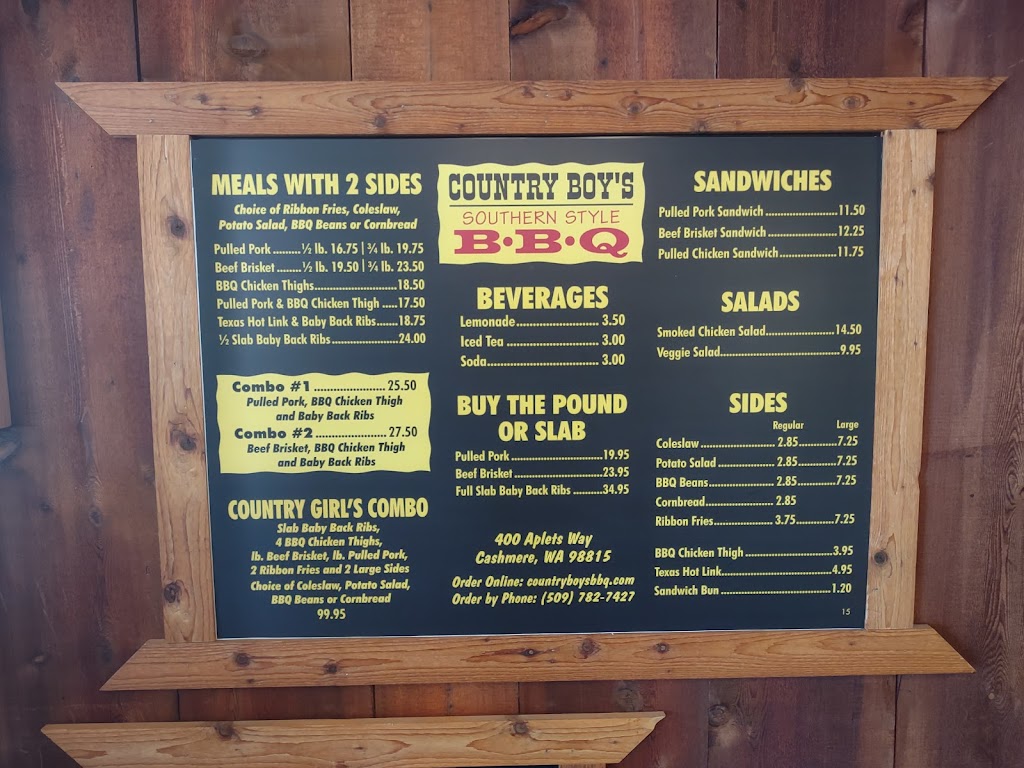 MEALS WITH 2 SIDES
Choice of Ribbon Fries, Coleslaw,
Potato Salad, BBQ Beans or Cornbread
Pulled Pork .........½ lb. 16.75 | ¾ lb. 19.75
Beef Brisket ........½ lb. 19.50 | ¾ lb. 23.50
BBQ Chicken Thighs............................18.50
Pulled Pork & BBQ Chicken Thigh .....17.50
Texas Hot Link & Baby Back Ribs.......18.75
½ Slab Baby Back Ribs ......................24.00
Combo #1 ......................25.50
Pulled Pork, BBQ Chicken Thigh
and Baby Back Ribs
Combo #2 ......................27.50
Beef Brisket, BBQ Chicken Thigh
and Baby Back Ribs
COUNTRY GIRL'S COMBO
Slab Baby Back Ribs,
4 BBQ Chicken Thighs,
lb. Beef Brisket, lb. Pulled Pork,
2 Ribbon Fries and 2 Large Sides
Choice of Coleslaw, Potato Salad,
BBQ Beans or Cornbread
99.95
COUNTRY BOY'S
SOUTHERN STYLE
B•B•Q
BEVERAGES
Lemonade........................... 3.50
Iced Tea ............................. 3.00
Soda.................................... 3.00
BUY THE POUND
OR SLAB
Pulled Pork ............................19.95
Beef Brisket ...........................23.95
Full Slab Baby Back Ribs .........34.95
400 Aplets Way
Cashmere, WA 98815
Order Online: countryboysbbq.com
Order by Phone: (509) 782-7427
SANDWICHES
Pulled Pork Sandwich .......................11.50
Beef Brisket Sandwich ......................12.25
Pulled Chicken Sandwich...................11.75
SALADS
Smoked Chicken Salad......................14.50
Veggie Salad.......................................9.95
SIDES
Regular Large
Coleslaw ........................ 2.85.............7.25
Potato Salad ................... 2.85.............7.25
BBQ Beans...................... 2.85.............7.25
Cornbread....................... 2.85
Ribbon Fries.................... 3.75.............7.25
BBQ Chicken Thigh ............................3.95
Texas Hot Link....................................4.95
Sandwich Bun ....................................1.20
15